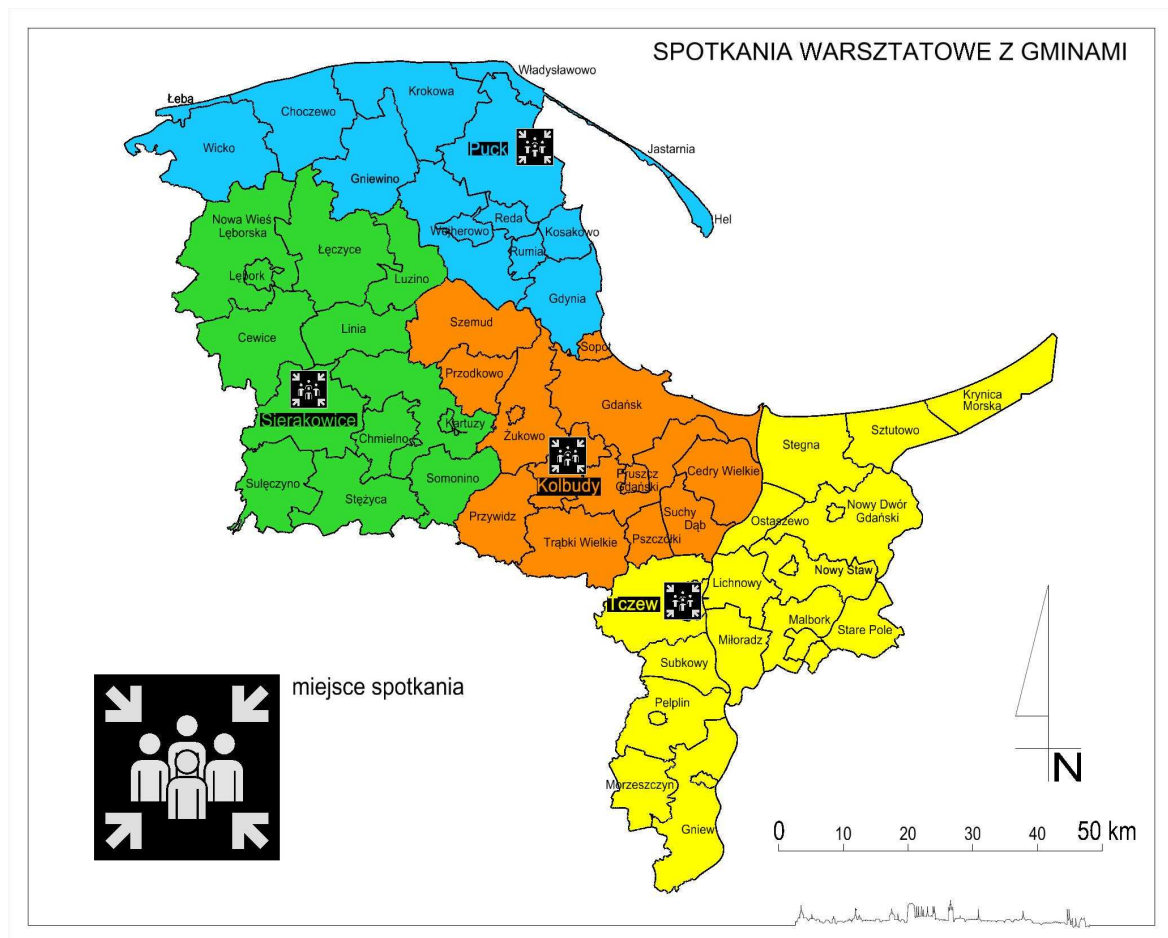 SPOTKANIA WARSZTATOWE Z GMINAMI
Władysławowo
Łeba
Krokowa
Choczewo
Wicko
Puck
Jastarnia
Gniewino
Hel
Nowa Wieś
Lęborska
Reda
Wejherowo
Kosakowo
Rumia
Łęczyce
Lębork
Luzino
Gdynia
Szemud
Linia
Cewice
Sopot
Przodkowo
Krynica
Morska
Gdańsk
Sierakowice
Kartuzy
Sztutowo
Chmielno
Żukowo
Stegna
Cedry Wielkie
Pruszcz
Gdański
Somonino
Kolbudy
Sulęczyno
Stężyca
Nowy Dwór
Gdański
Suchy
Dąb
Ostaszewo
Przywidz
Pszczółki
Trąbki Wielkie
Nowy Staw
Lichnowy
Tczew
Malbork
Stare Pole
Miłoradz
Subkowy
miejsce spotkania
Pelplin
Morzeszczyn
Gniew
N
0 10 20 30 40 50 km